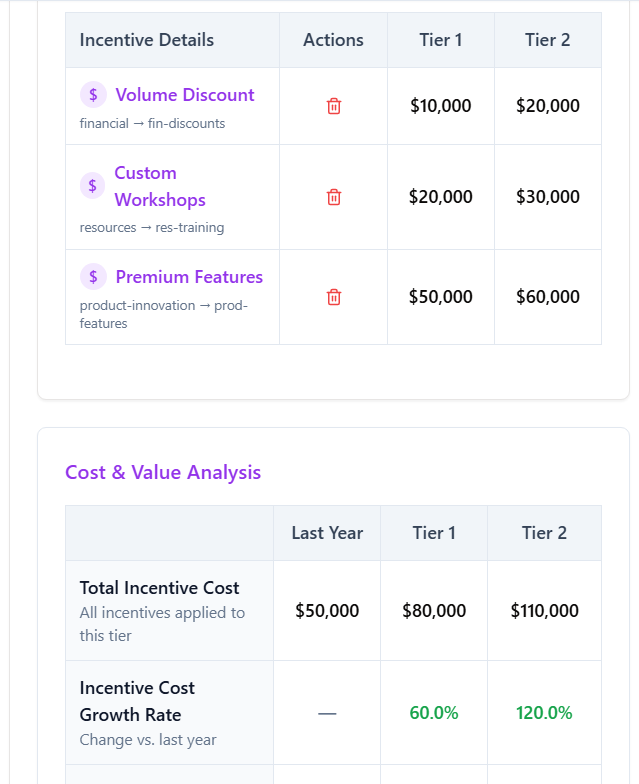 Incentive Details Actions Tier 1 Tier 2
$ Volume Discount
financial → fin-discounts
$10,000 $20,000
$ Custom
Workshops
resources → res-training
$20,000 $30,000
$ Premium Features
product-innovation → prod-
features
$50,000 $60,000
Cost & Value Analysis
Last Year Tier 1 Tier 2
Total Incentive Cost
All incentives applied to
this tier
$50,000 $80,000 $110,000
Incentive Cost
Growth Rate
Change vs. last year
— 60.0% 120.0%